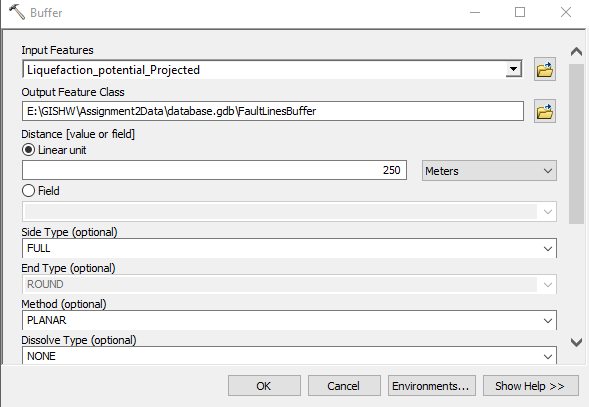 Buffer
Input Features
Liquefaction_potential_Projected
Output Feature Class
E:\GISHW\Assignment2Data\database.gdb\FaultLinesBuffer
Distance [value or field]
Linear unit
250 Meters
Field
Side Type (optional)
FULL
End Type (optional)
ROUND
Method (optional)
PLANAR
Dissolve Type (optional)
NONE
OK Cancel Environments... Show Help >>